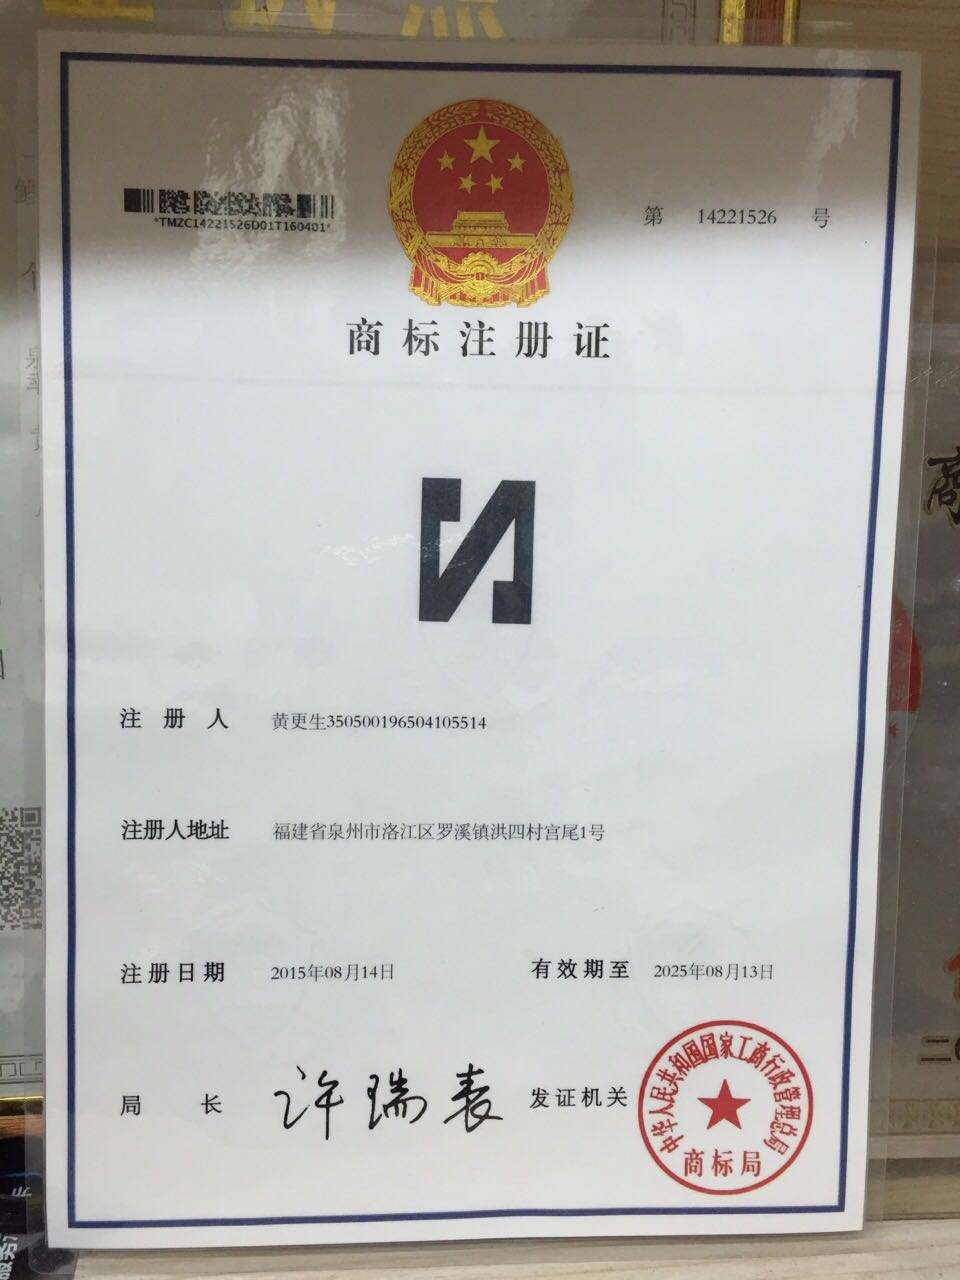 *TMZC14221526D01T160401*
第 14221526 号
商标注册证
注册人 黄更生350500196504105514
注册人地址 福建省泉州市洛江区罗溪镇洪四村宫尾1号
注册日期 2015年08月14日 有效期至 2025年08月13日
局长 许瑞表 发证机关
中华人民共和国国家工商行政管理总局
商标局